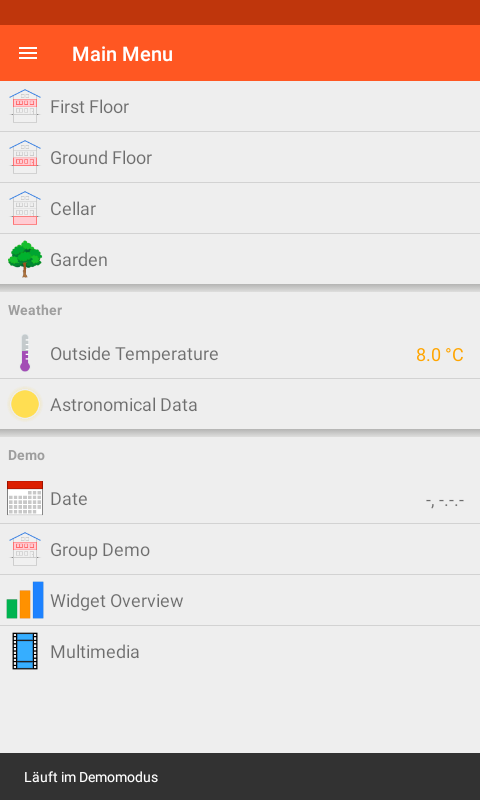 Main Menu
First Floor
Ground Floor
Cellar
Garden
Weather
Outside Temperature 8.0 °C
Astronomical Data
Demo
Date -, -.-.-
Group Demo
Widget Overview
Multimedia
Läuft im Demomodus